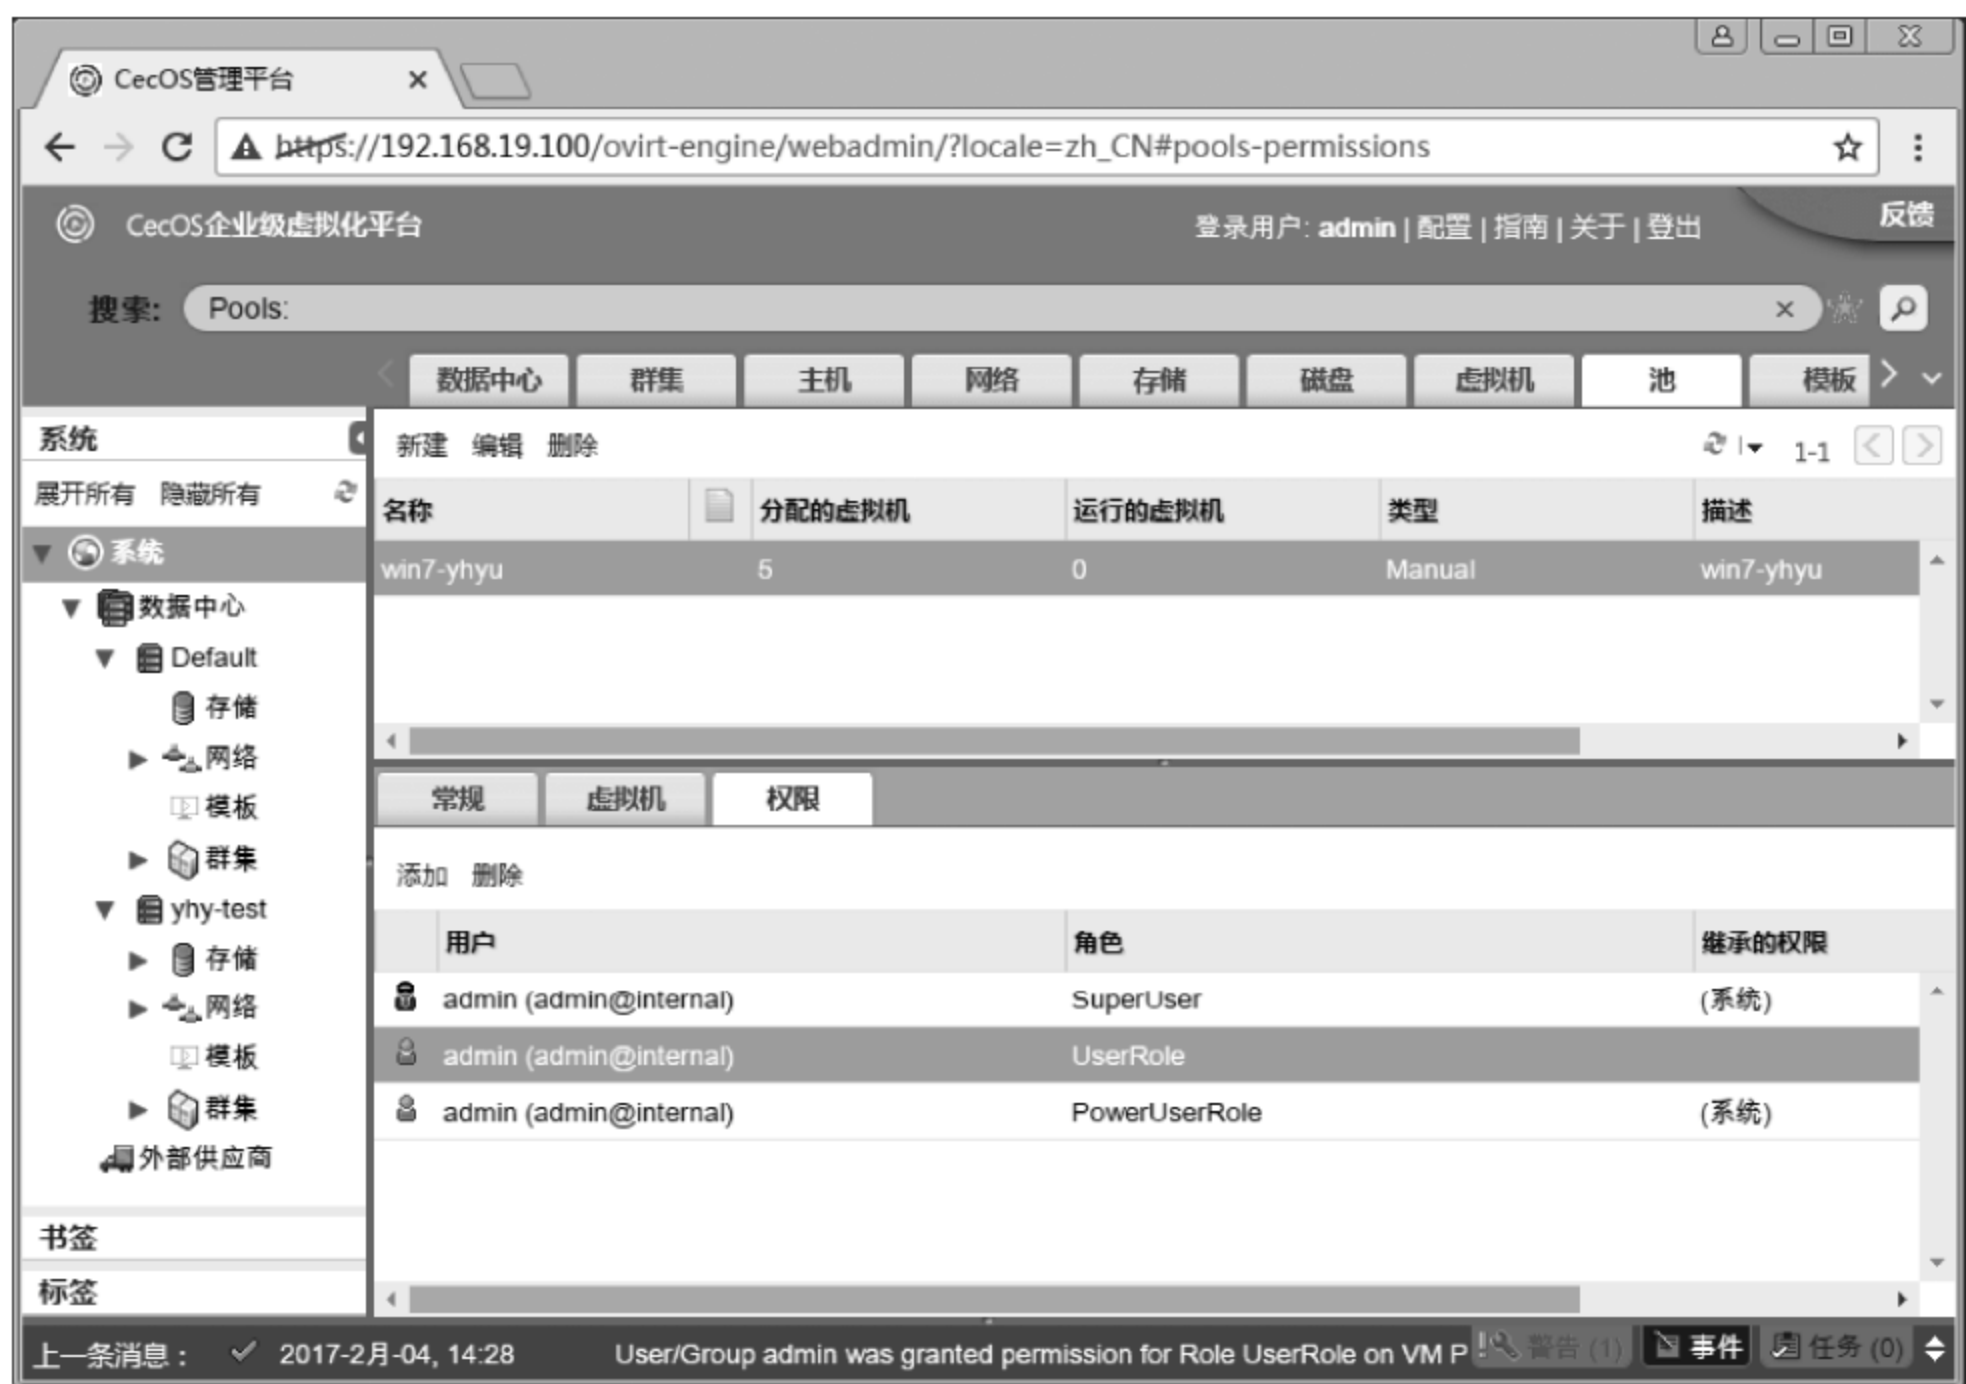 CecOS管理平台
https://192.168.19.100/ovirt-engine/webadmin/?locale=zh_CN#pools-permissions
CecOS企业级虚拟化平台
登录用户: admin | 配置 | 指南 | 关于 | 登出
反馈
搜索: Pools:
数据中心 群集 主机 网络 存储 磁盘 虚拟机 池 模板
系统
展开所有 隐藏所有
系统
数据中心
Default
存储
网络
模板
群集
yhy-test
存储
网络
模板
群集
外部供应商
书签
标签
新建 编辑 删除 1-1
名称 分配的虚拟机 运行的虚拟机 类型 描述
win7-yhyu 5 0 Manual win7-yhyu
常规 虚拟机 权限
添加 删除
用户 角色 继承的权限
admin (admin@internal) SuperUser (系统)
admin (admin@internal) UserRole
admin (admin@internal) PowerUserRole (系统)
上一条消息： 2017-2月-04, 14:28 User/Group admin was granted permission for Role UserRole on VM P 警告 (1) 事件 任务 (0)